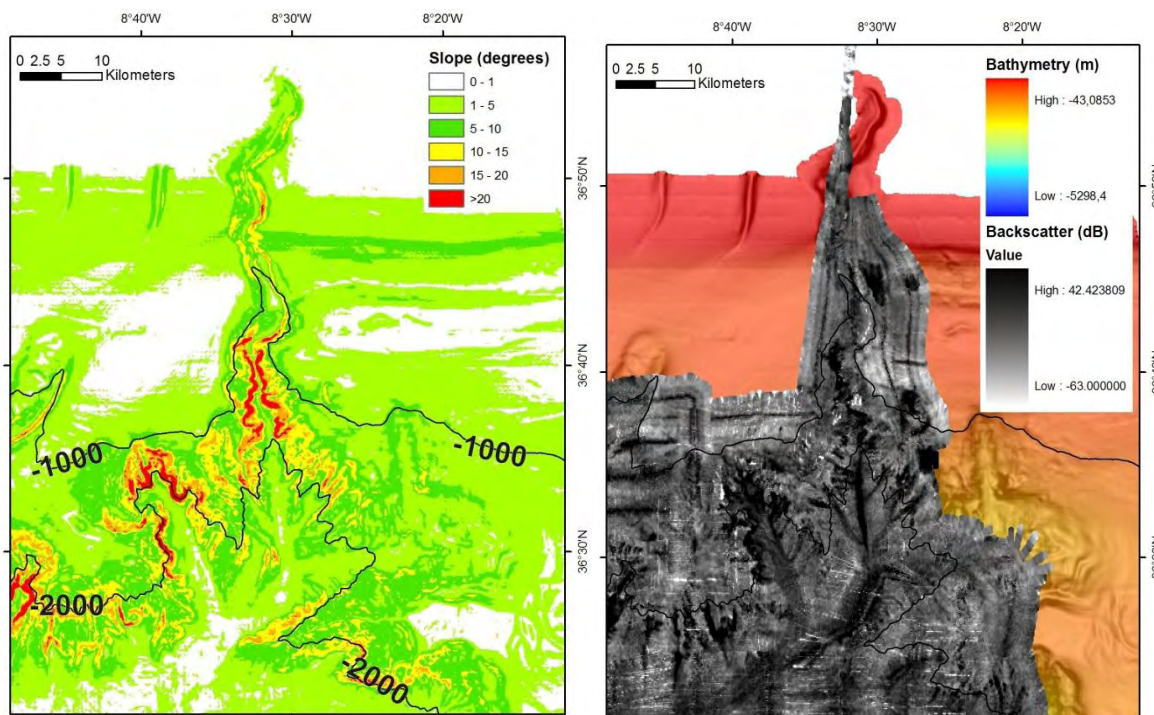 8°40'W 8°30'W 8°20'W
0 2.5 5 10
Kilometers
Slope (degrees)
0 - 1
1 - 5
5 - 10
10 - 15
15 - 20
>20
36°50'N
36°40'N
36°30'N
-1000
-1000
-2000
-2000
8°40'W 8°30'W 8°20'W
0 2.5 5 10
Kilometers
Bathymetry (m)
High : -43,0853
Low : -5298,4
Backscatter (dB)
Value
High : 42.423809
Low : -63.000000